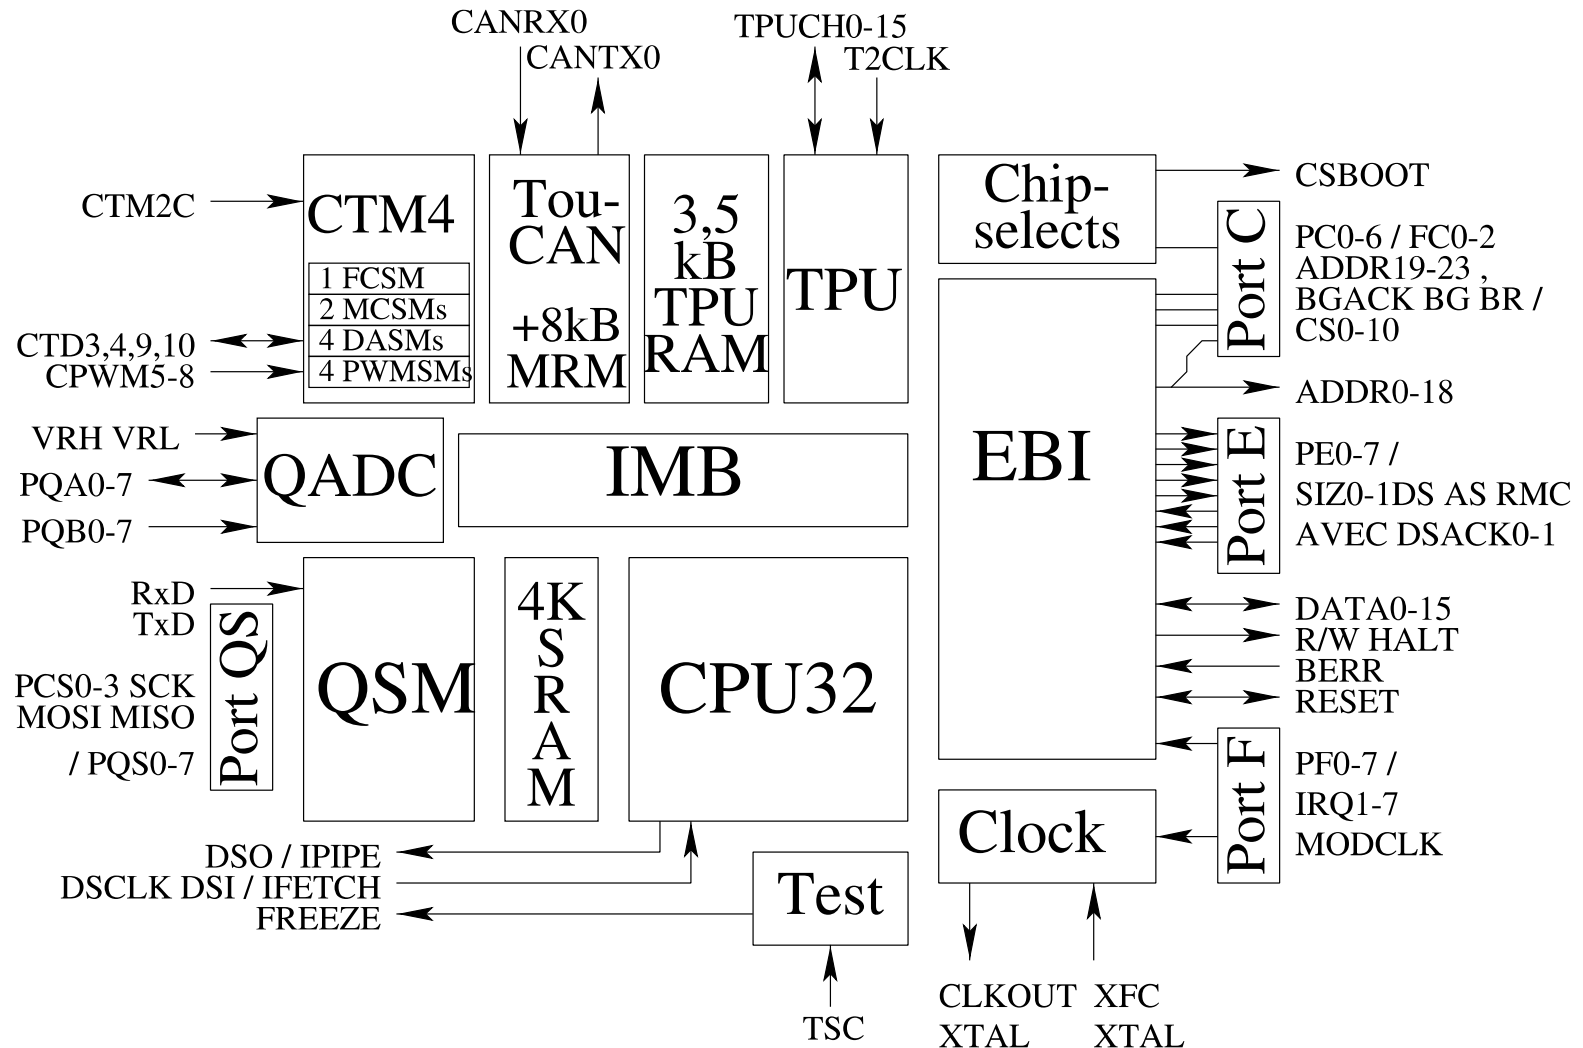 CANRX0
CANTX0
TPUCH0-15
T2CLK
CTM2C
CTM4
1 FCSM
2 MCSMs
4 DASMs
4 PWMSMs
CTD3,4,9,10
CPWM5-8
Tou-
CAN
+8kB
MRM
3,5
kB
TPU
RAM
TPU
Chip-
selects
CSBOOT
Port C
PC0-6 / FC0-2
ADDR19-23 ,
BGACK BG BR /
CS0-10
ADDR0-18
VRH VRL
PQA0-7
PQB0-7
QADC
IMB
EBI
Port E
PE0-7 /
SIZ0-1DS AS RMC
AVEC DSACK0-1
RxD
TxD
PCS0-3 SCK
MOSI MISO
/ PQS0-7
Port QS
QSM
4K
S
R
A
M
CPU32
DATA0-15
R/W HALT
BERR
RESET
Port F
PF0-7 /
IRQ1-7
MODCLK
Clock
DSO / IPIPE
DSCLK DSI / IFETCH
FREEZE
Test
TSC
CLKOUT
XTAL
XFC
XTAL